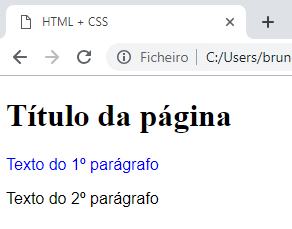 HTML + CSS
Ficheiro
C:/Users/brun
Título da página
Texto do 1º parágrafo
Texto do 2º parágrafo